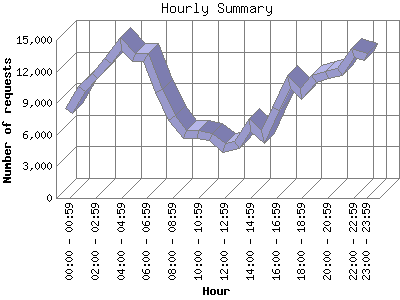 Hourly Summary
Number of requests
15,000
12,000
9,000
6,000
3,000
0
00:00 - 00:59
02:00 - 02:59
04:00 - 04:59
06:00 - 06:59
08:00 - 08:59
10:00 - 10:59
12:00 - 12:59
14:00 - 14:59
16:00 - 16:59
18:00 - 18:59
20:00 - 20:59
22:00 - 22:59
23:00 - 23:59
Hour